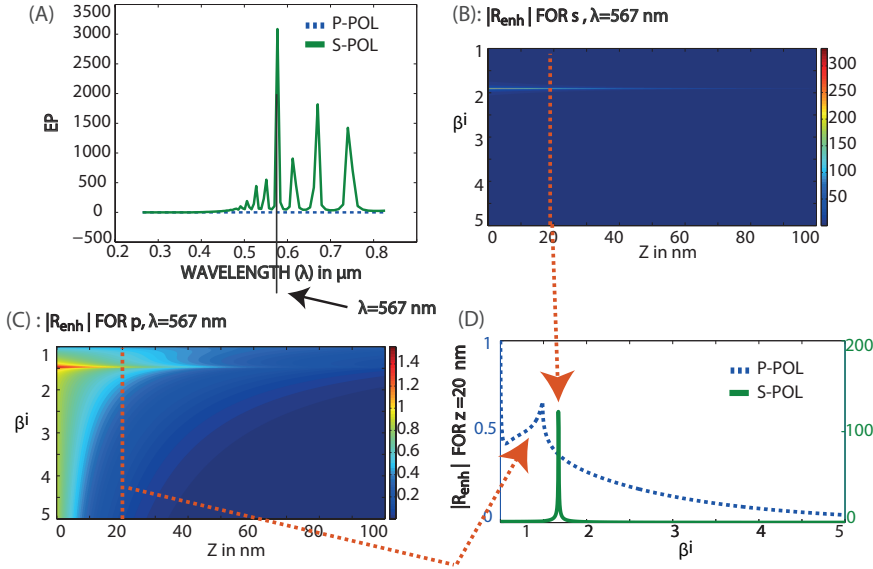 (A)
P-POL
S-POL
EP
3500
3000
2500
2000
1500
1000
500
0
−500
0.2 0.3 0.4 0.5 0.6 0.7 0.8
WAVELENGTH (λ) in μm
λ=567 nm
(B): |Renh| FOR s , λ=567 nm
βi
1
2
3
4
5
0 20 40 60 80 100
Z in nm
300
250
200
150
100
50
(C) : |Renh| FOR p, λ=567 nm
βi
1
2
3
4
5
0 20 40 60 80 100
Z in nm
1.4
1.2
1
0.8
0.6
0.4
0.2
(D)
P-POL
S-POL
|Renh| FOR z =20 nm
1
0.5
0
200
100
0
1 2 3 4 5
βi